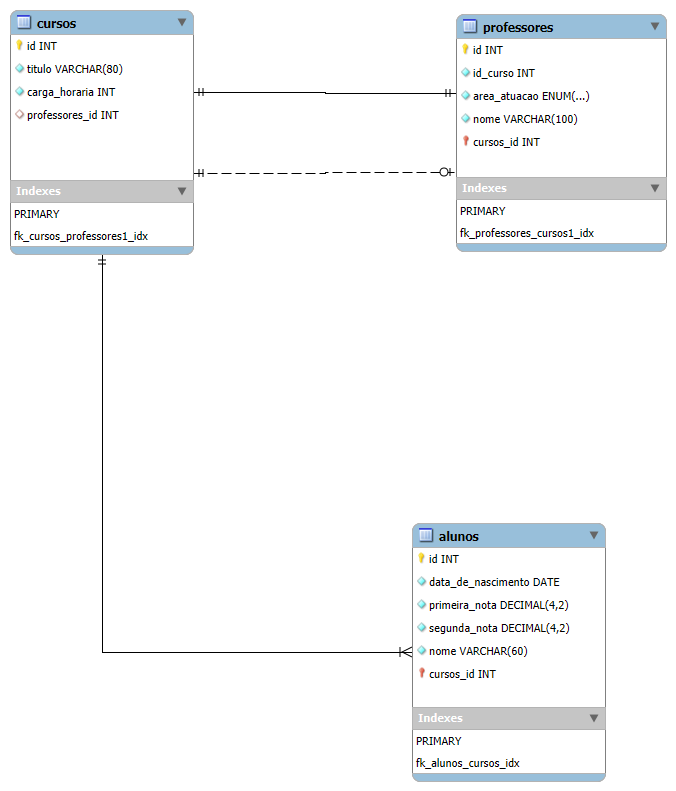 cursos
id INT
titulo VARCHAR(80)
carga_horaria INT
professores_id INT
Indexes
PRIMARY
fk_cursos_professores1_idx
professores
id INT
id_curso INT
area_atuacao ENUM(...)
nome VARCHAR(100)
cursos_id INT
Indexes
PRIMARY
fk_professores_cursos1_idx
alunos
id INT
data_de_nascimento DATE
primeira_nota DECIMAL(4,2)
segunda_nota DECIMAL(4,2)
nome VARCHAR(60)
cursos_id INT
Indexes
PRIMARY
fk_alunos_cursos_idx